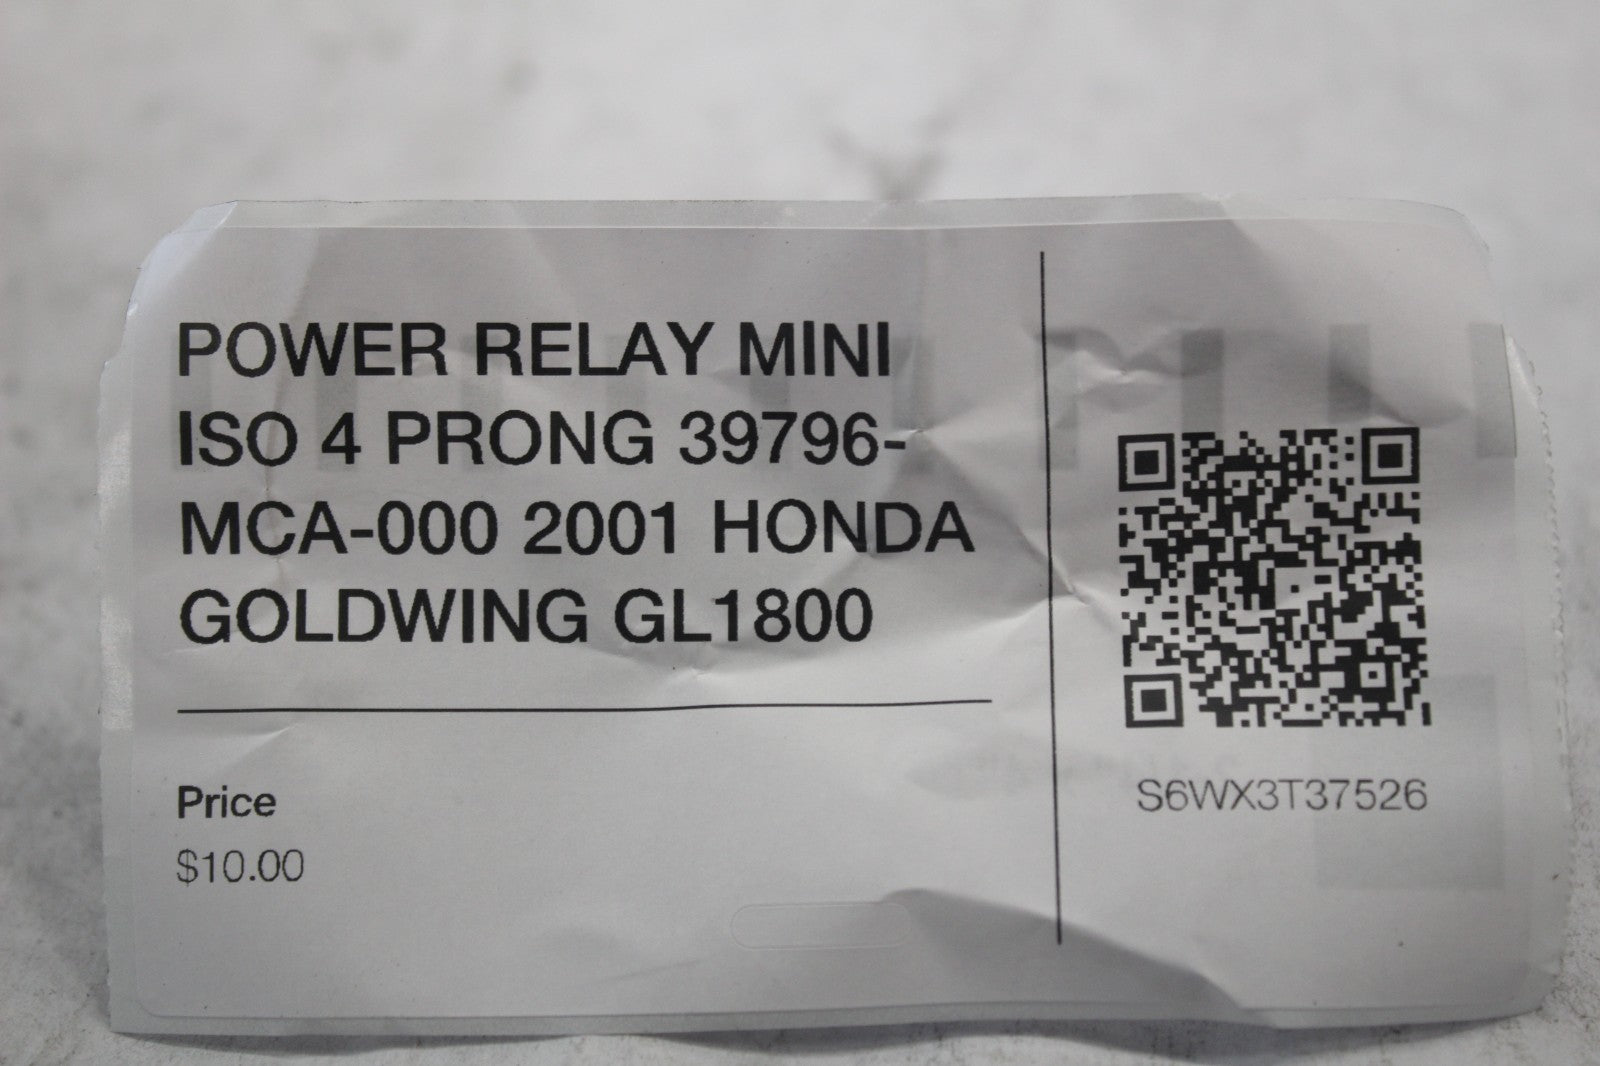 POWER RELAY MINI
ISO 4 PRONG 39796-
MCA-000 2001 HONDA
GOLDWING GL1800
Price
$10.00
S6WX3T37526